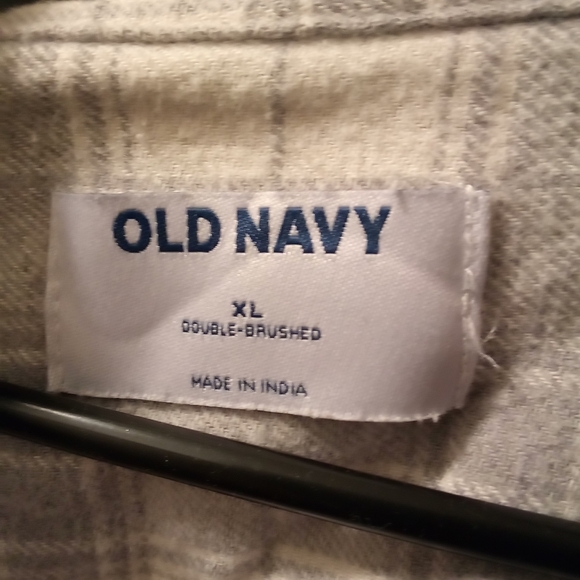 OLD NAVY
XL
DOUBLE-BRUSHED
MADE IN INDIA